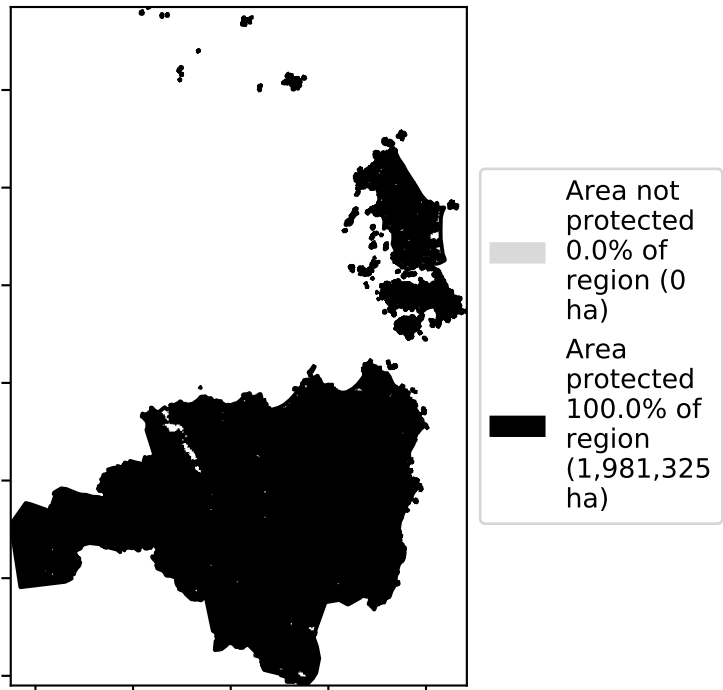 Area not
protected
0.0% of
region (0
ha)
Area
protected
100.0% of
region
(1,981,325
ha)